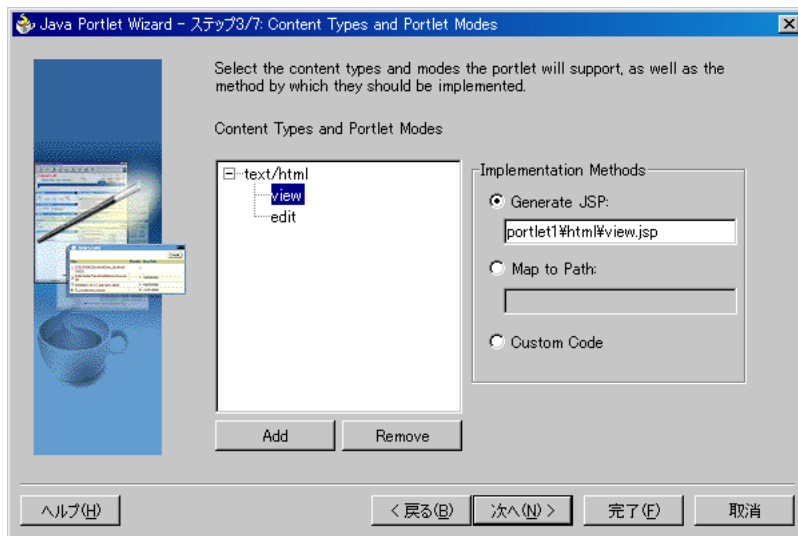 Java Portlet Wizard - ステップ3/7: Content Types and Portlet Modes
Select the content types and modes the portlet will support, as well as the
method by which they should be implemented.
Content Types and Portlet Modes
text/html
view
edit
Implementation Methods
Generate JSP:
portlet1¥html¥view.jsp
Map to Path:
Custom Code
Add
Remove
ヘルプ(H)
< 戻る(B)
次へ(N) >
完了(F)
取消